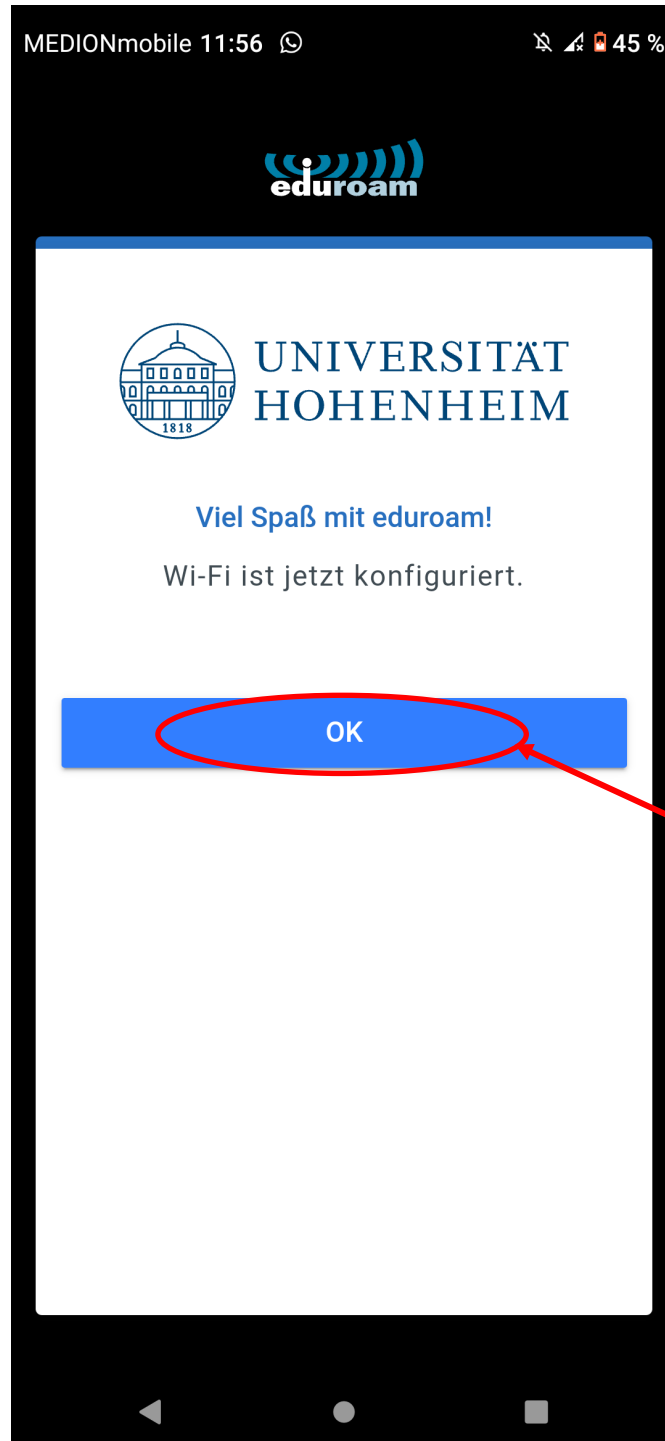 MEDIONmobile 11:56 45 %
eduroam
UNIVERSITÄT
HOHENHEIM
1818
Viel Spaß mit eduroam!
Wi-Fi ist jetzt konfiguriert.
OK